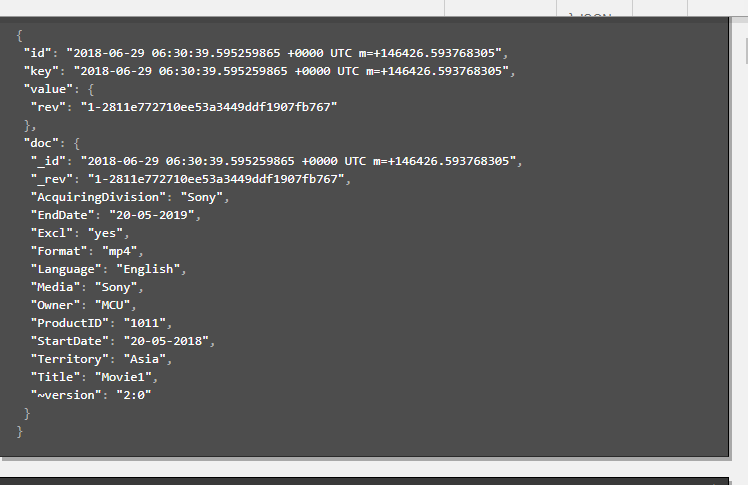 {
"id": "2018-06-29 06:30:39.595259865 +0000 UTC m=+146426.593768305",
"key": "2018-06-29 06:30:39.595259865 +0000 UTC m=+146426.593768305",
"value": {
"rev": "1-2811e772710ee53a3449ddf1907fb767"
},
"doc": {
"_id": "2018-06-29 06:30:39.595259865 +0000 UTC m=+146426.593768305",
"_rev": "1-2811e772710ee53a3449ddf1907fb767",
"AcquiringDivision": "Sony",
"EndDate": "20-05-2019",
"Excl": "yes",
"Format": "mp4",
"Language": "English",
"Media": "Sony",
"Owner": "MCU",
"ProductID": "1011",
"StartDate": "20-05-2018",
"Territory": "Asia",
"Title": "Movie1",
"~version": "2:0"
}
}